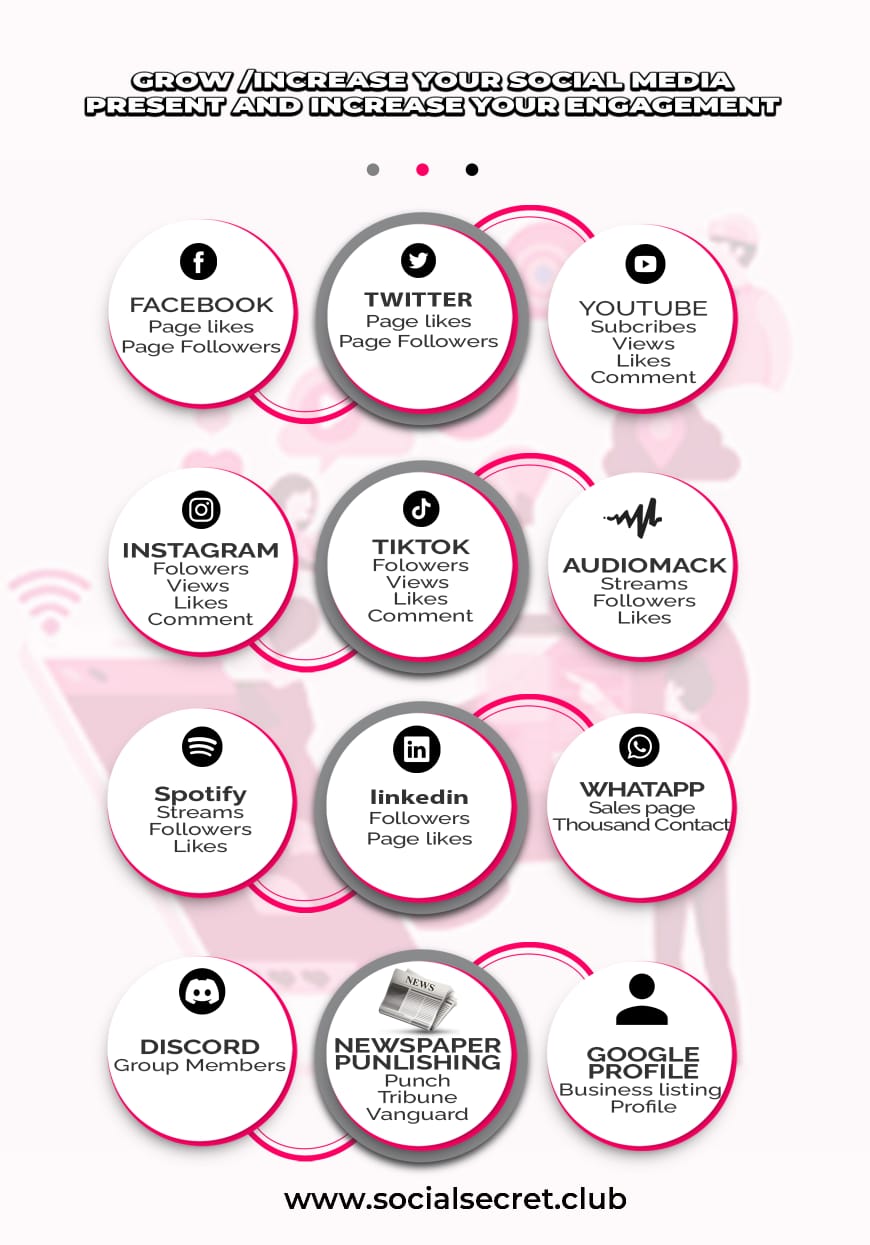 GROW /INCREASE YOUR SOCIAL MEDIA
PRESENT AND INCREASE YOUR ENGAGEMENT
FACEBOOK
Page likes
Page Followers
TWITTER
Page likes
Page Followers
YOUTUBE
Subcribes
Views
Likes
Comment
INSTAGRAM
Folowers
Views
Likes
Comment
TIKTOK
Folowers
Views
Likes
Comment
AUDIOMACK
Streams
Followers
Likes
Spotify
Streams
Followers
Likes
in
linkedin
Followers
Page likes
WHATAPP
Sales page
Thousand Contact
DISCORD
Group Members
NEWS
NEWSPAPER
PUNLISHING
Punch
Tribune
Vanguard
GOOGLE
PROFILE
Business listing
Profile
www.socialsecret.club